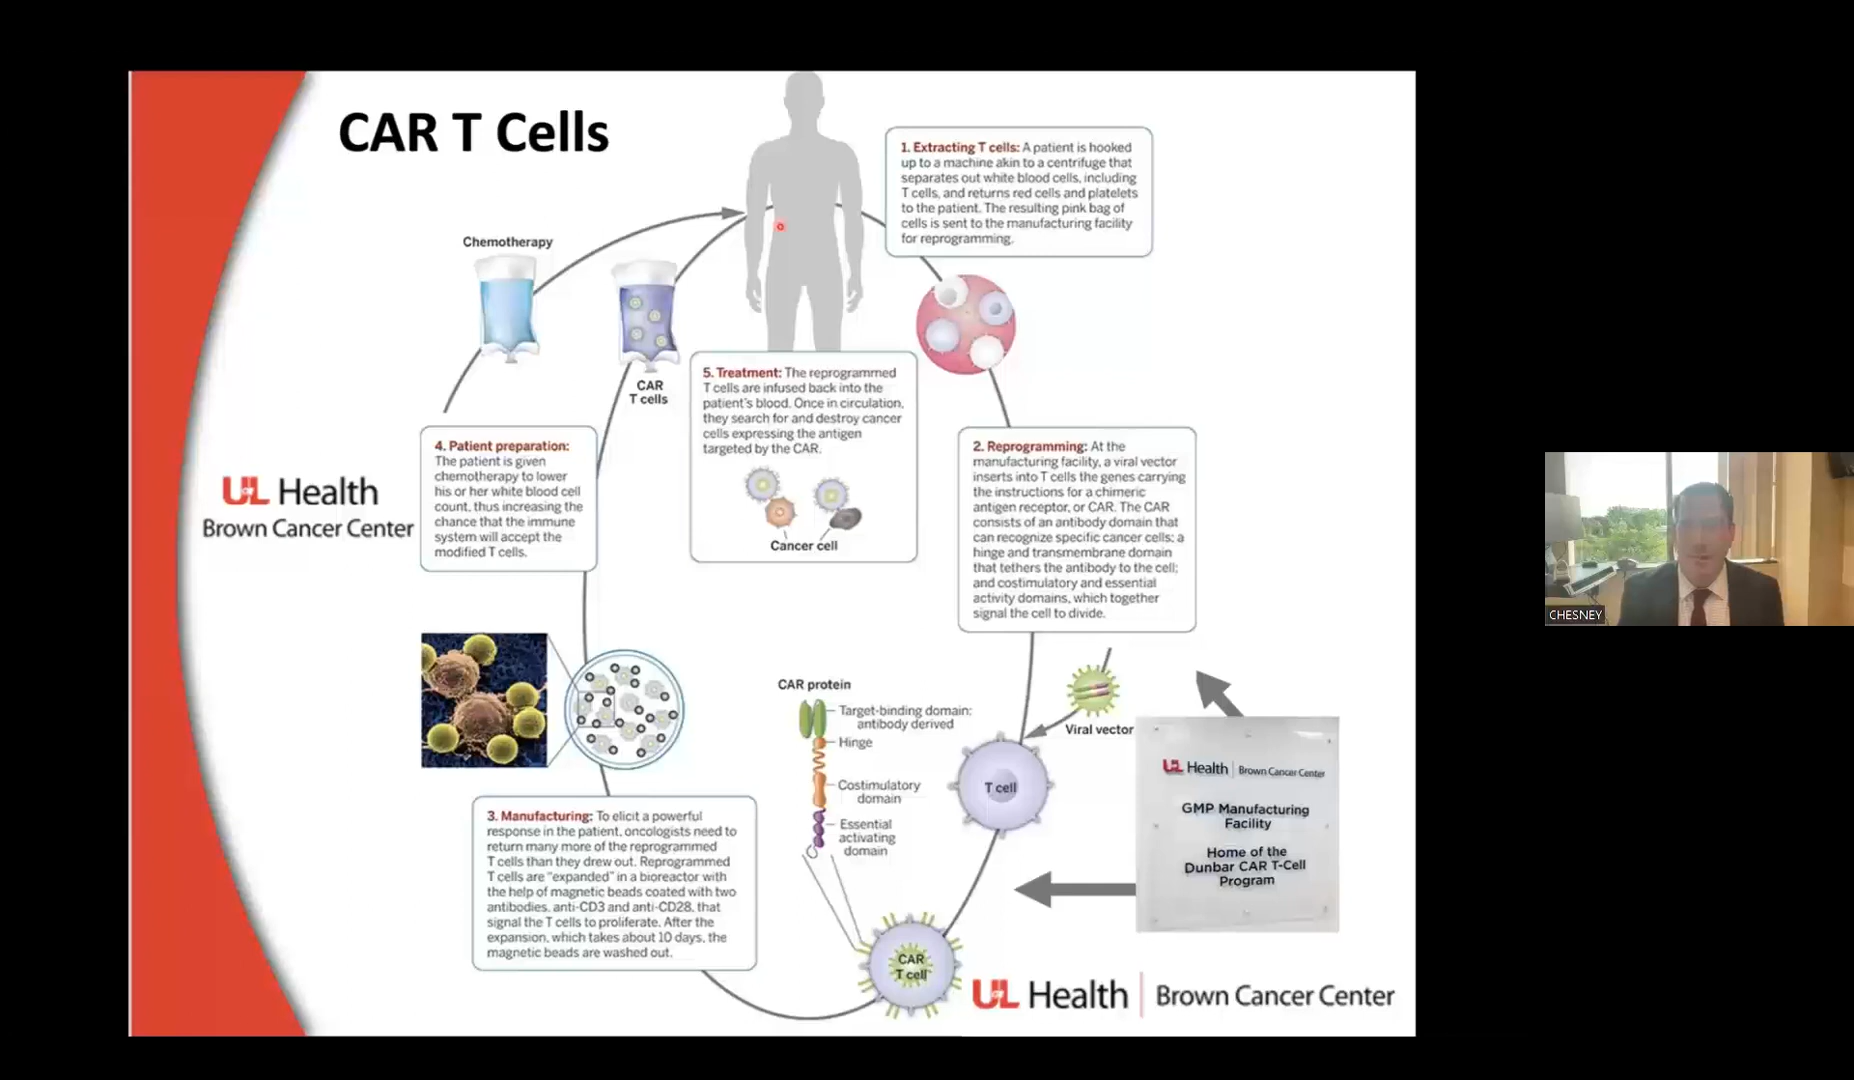 CAR T Cells
1. Extracting T cells: A patient is hooked
up to a machine akin to a centrifuge that
separates out white blood cells, including
T cells, and returns red cells and platelets
to the patient. The resulting pink bag of
cells is sent to the manufacturing facility
for reprogramming.
Chemotherapy
CAR
T cells
5. Treatment: The reprogrammed
T cells are infused back into the
patient's blood. Once in circulation,
they search for and destroy cancer
cells expressing the antigen
targeted by the CAR.
Cancer cell
4. Patient preparation:
The patient is given
chemotherapy to lower
his or her white blood cell
count, thus increasing the
chance that the immune
system will accept the
modified T cells.
2. Reprogramming: At the
manufacturing facility, a viral vector
inserts into T cells the genes carrying
the instructions for a chimeric
antigen receptor, or CAR. The CAR
consists of an antibody domain that
can recognize specific cancer cells; a
hinge and transmembrane domain
that tethers the antibody to the cell;
and costimulatory and essential
activity domains, which together
signal the cell to divide.
UofL Health
Brown Cancer Center
CHESNEY
CAR protein
Target-binding domain:
antibody derived
Hinge
Costimulatory
domain
Essential
activating
domain
Viral vector
T cell
UofL Health | Brown Cancer Center
GMP Manufacturing
Facility
Home of the
Dunbar CAR T-Cell
Program
3. Manufacturing: To elicit a powerful
response in the patient, oncologists need to
return many more of the reprogrammed
T cells than they drew out. Reprogrammed
T cells are "expanded" in a bioreactor with
the help of magnetic beads coated with two
antibodies, anti-CD3 and anti-CD28, that
signal the T cells to proliferate. After the
expansion, which takes about 10 days, the
magnetic beads are washed out.
CAR
T cell
UofL Health | Brown Cancer Center